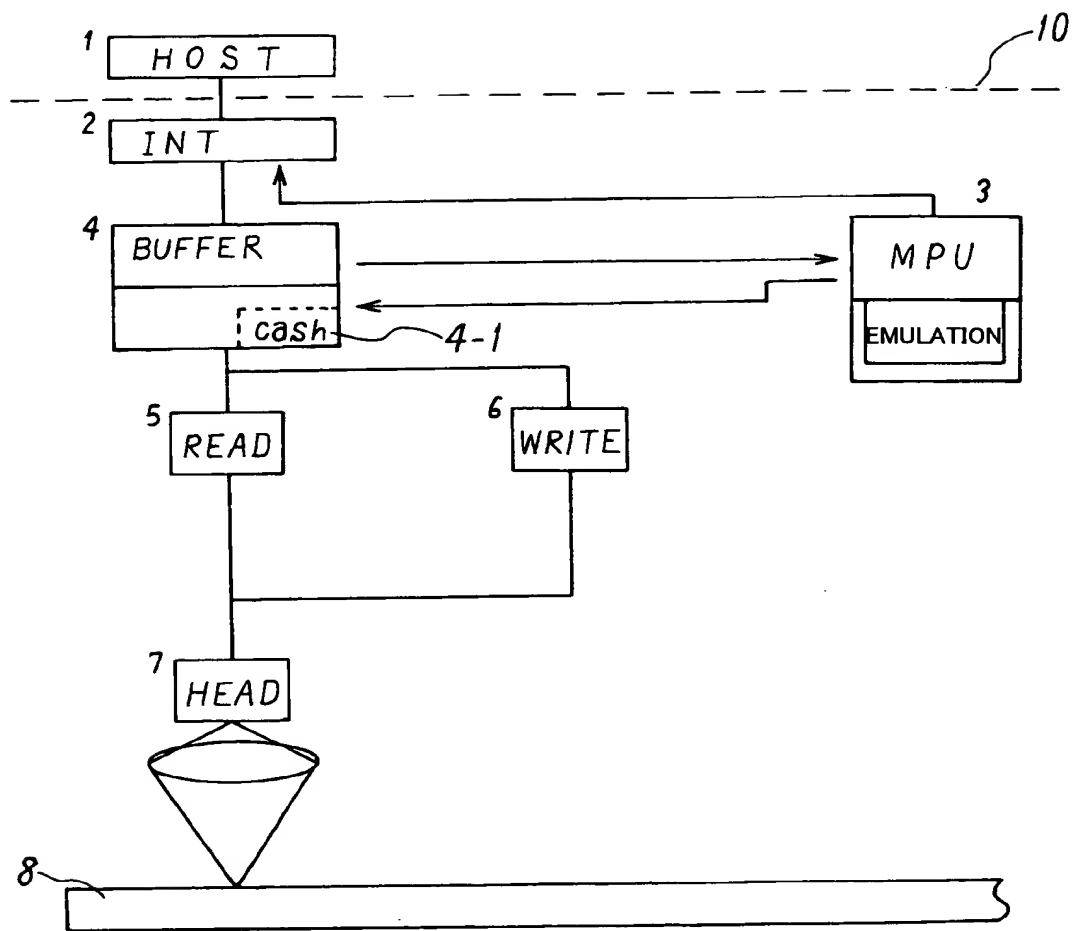 10
1
HOST
2
INT
3
4
BUFFER
MPU
cash
4-1
EMULATION
5
6
READ
WRITE
7
HEAD
8